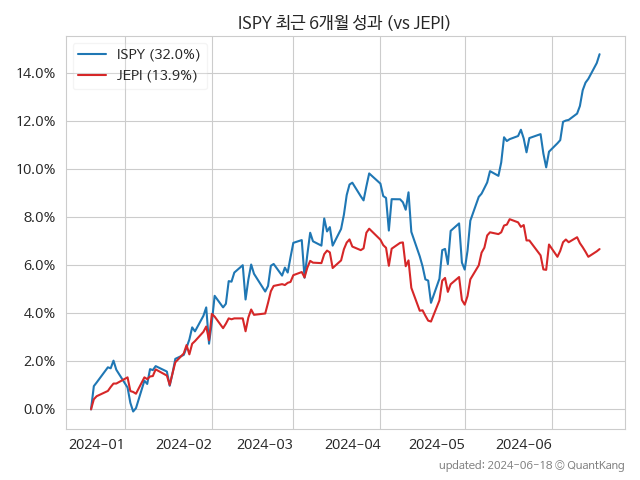 ISPY 최근 6개월 성과 (vs JEPI)
ISPY (32.0%)
JEPI (13.9%)
14.0%
12.0%
10.0%
8.0%
6.0%
4.0%
2.0%
0.0%
2024-01 2024-02 2024-03 2024-04 2024-05 2024-06
updated: 2024-06-18 © QuantKang